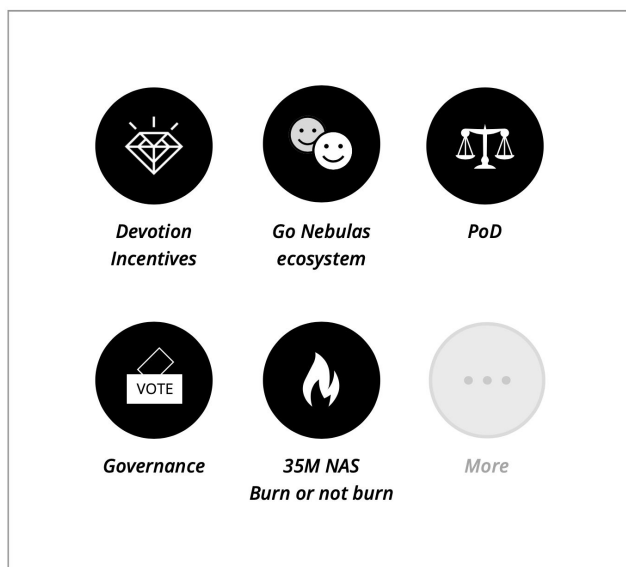 Devotion
Incentives
Go Nebulas
ecosystem
PoD
VOTE
Governance
35M NAS
Burn or not burn
More